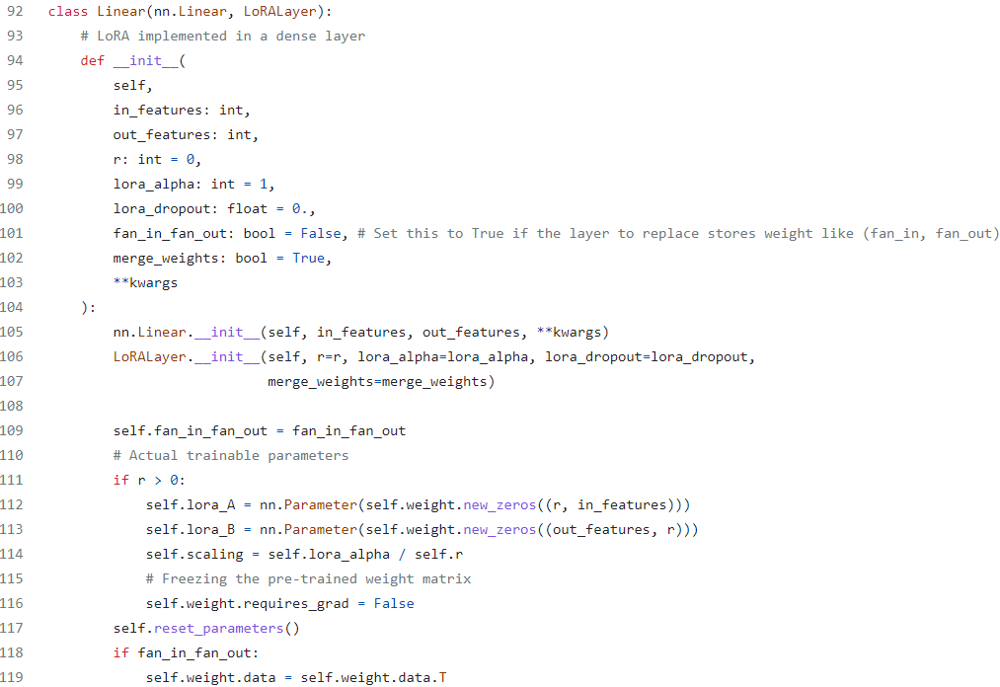 92 class Linear(nn.Linear, LoRALayer):
93     # LoRA implemented in a dense layer
94     def __init__(
95         self,
96         in_features: int,
97         out_features: int,
98         r: int = 0,
99         lora_alpha: int = 1,
100         lora_dropout: float = 0.,
101         fan_in_fan_out: bool = False, # Set this to True if the layer to replace stores weight like (fan_in, fan_out)
102         merge_weights: bool = True,
103         **kwargs
104     ):
105         nn.Linear.__init__(self, in_features, out_features, **kwargs)
106         LoRALayer.__init__(self, r=r, lora_alpha=lora_alpha, lora_dropout=lora_dropout,
107                            merge_weights=merge_weights)
108
109         self.fan_in_fan_out = fan_in_fan_out
110         # Actual trainable parameters
111         if r > 0:
112             self.lora_A = nn.Parameter(self.weight.new_zeros((r, in_features)))
113             self.lora_B = nn.Parameter(self.weight.new_zeros((out_features, r)))
114             self.scaling = self.lora_alpha / self.r
115             # Freezing the pre-trained weight matrix
116             self.weight.requires_grad = False
117         self.reset_parameters()
118         if fan_in_fan_out:
119             self.weight.data = self.weight.data.T